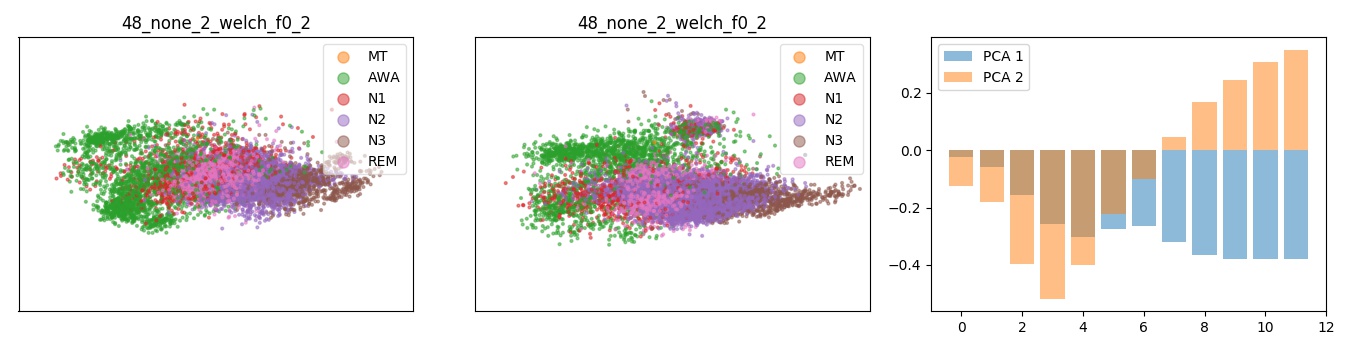 48_none_2_welch_f0_2
MT
AWA
N1
N2
N3
REM
48_none_2_welch_f0_2
MT
AWA
N1
N2
N3
REM
PCA 1
PCA 2
0.2
0.0
−0.2
−0.4
0 2 4 6 8 10 12